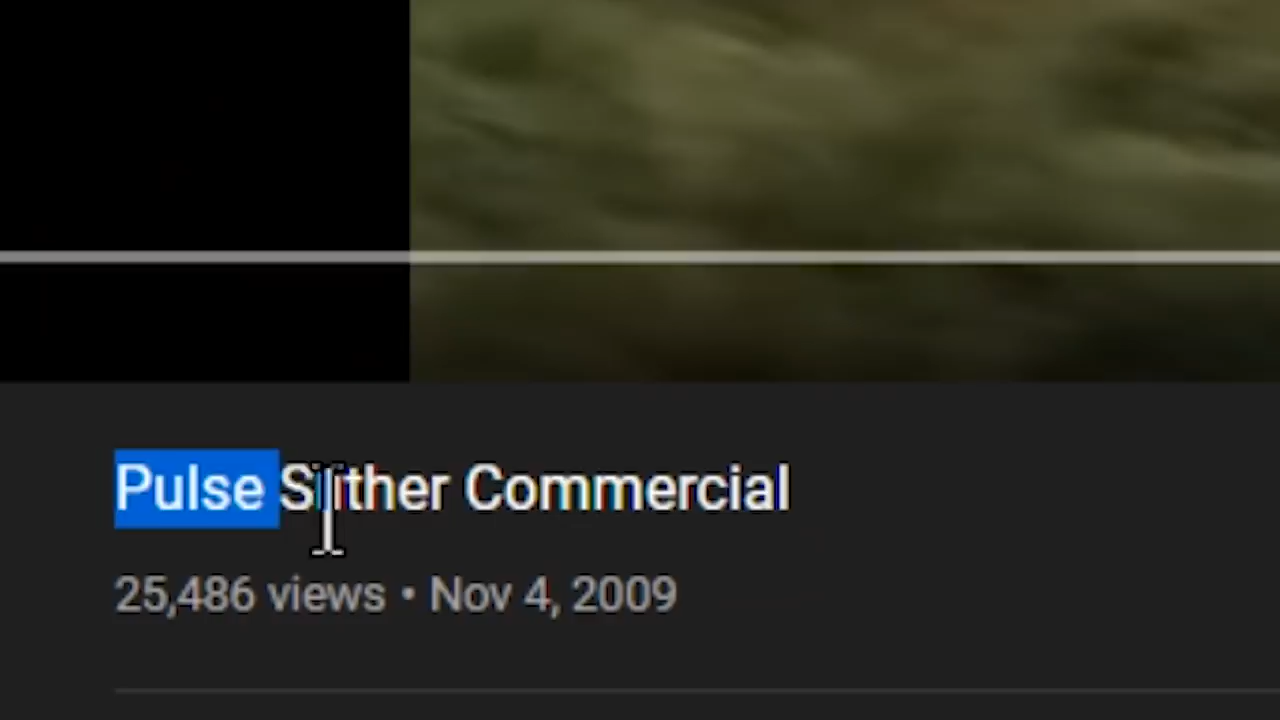 Pulse Slither Commercial
25,486 views • Nov 4, 2009